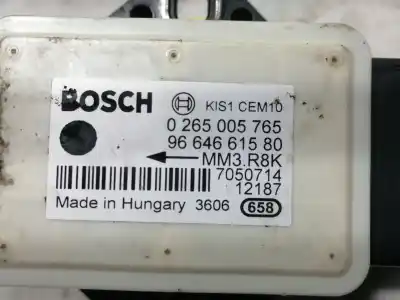 BOSCH KIS1 CEM10
0 265 005 765
96 646 615 80
MM3.R8K
7050714
12187
Made in Hungary 3606 658